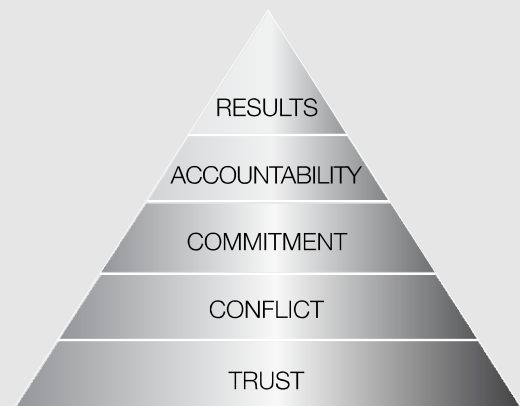 RESULTS
ACCOUNTABILITY
COMMITMENT
CONFLICT
TRUST